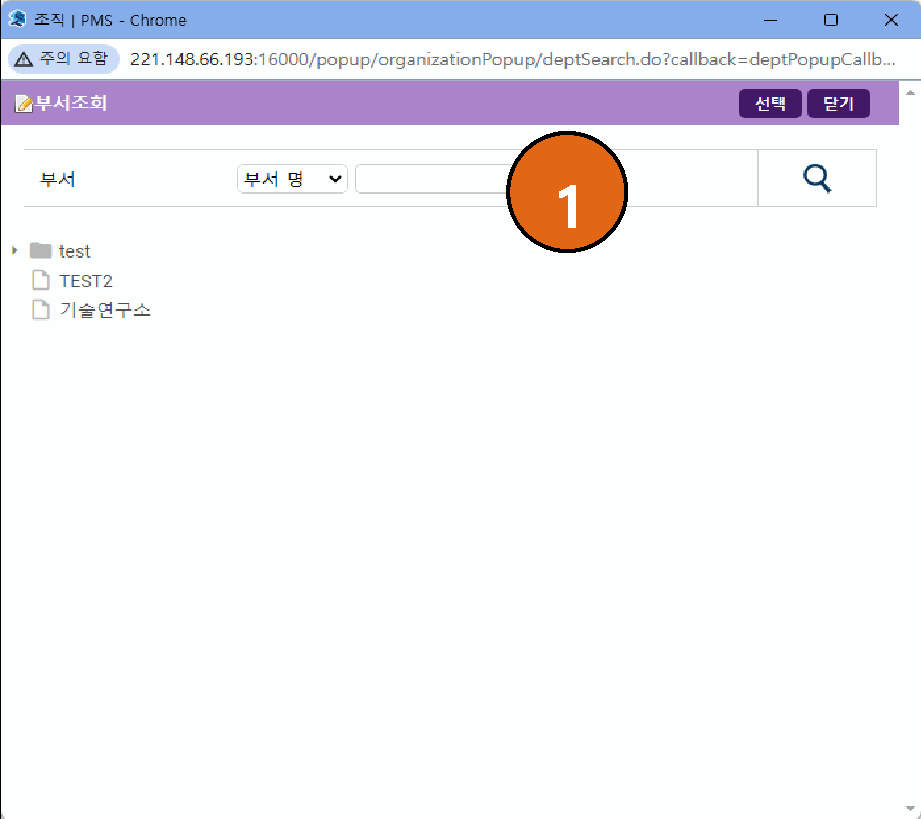 조직 | PMS - Chrome
주의 요함 221.148.66.193:16000/popup/organizationPopup/deptSearch.do?callback=deptPopupCallb...
부서조회 선택 닫기
부서 부서 명 1
test
TEST2
기술연구소